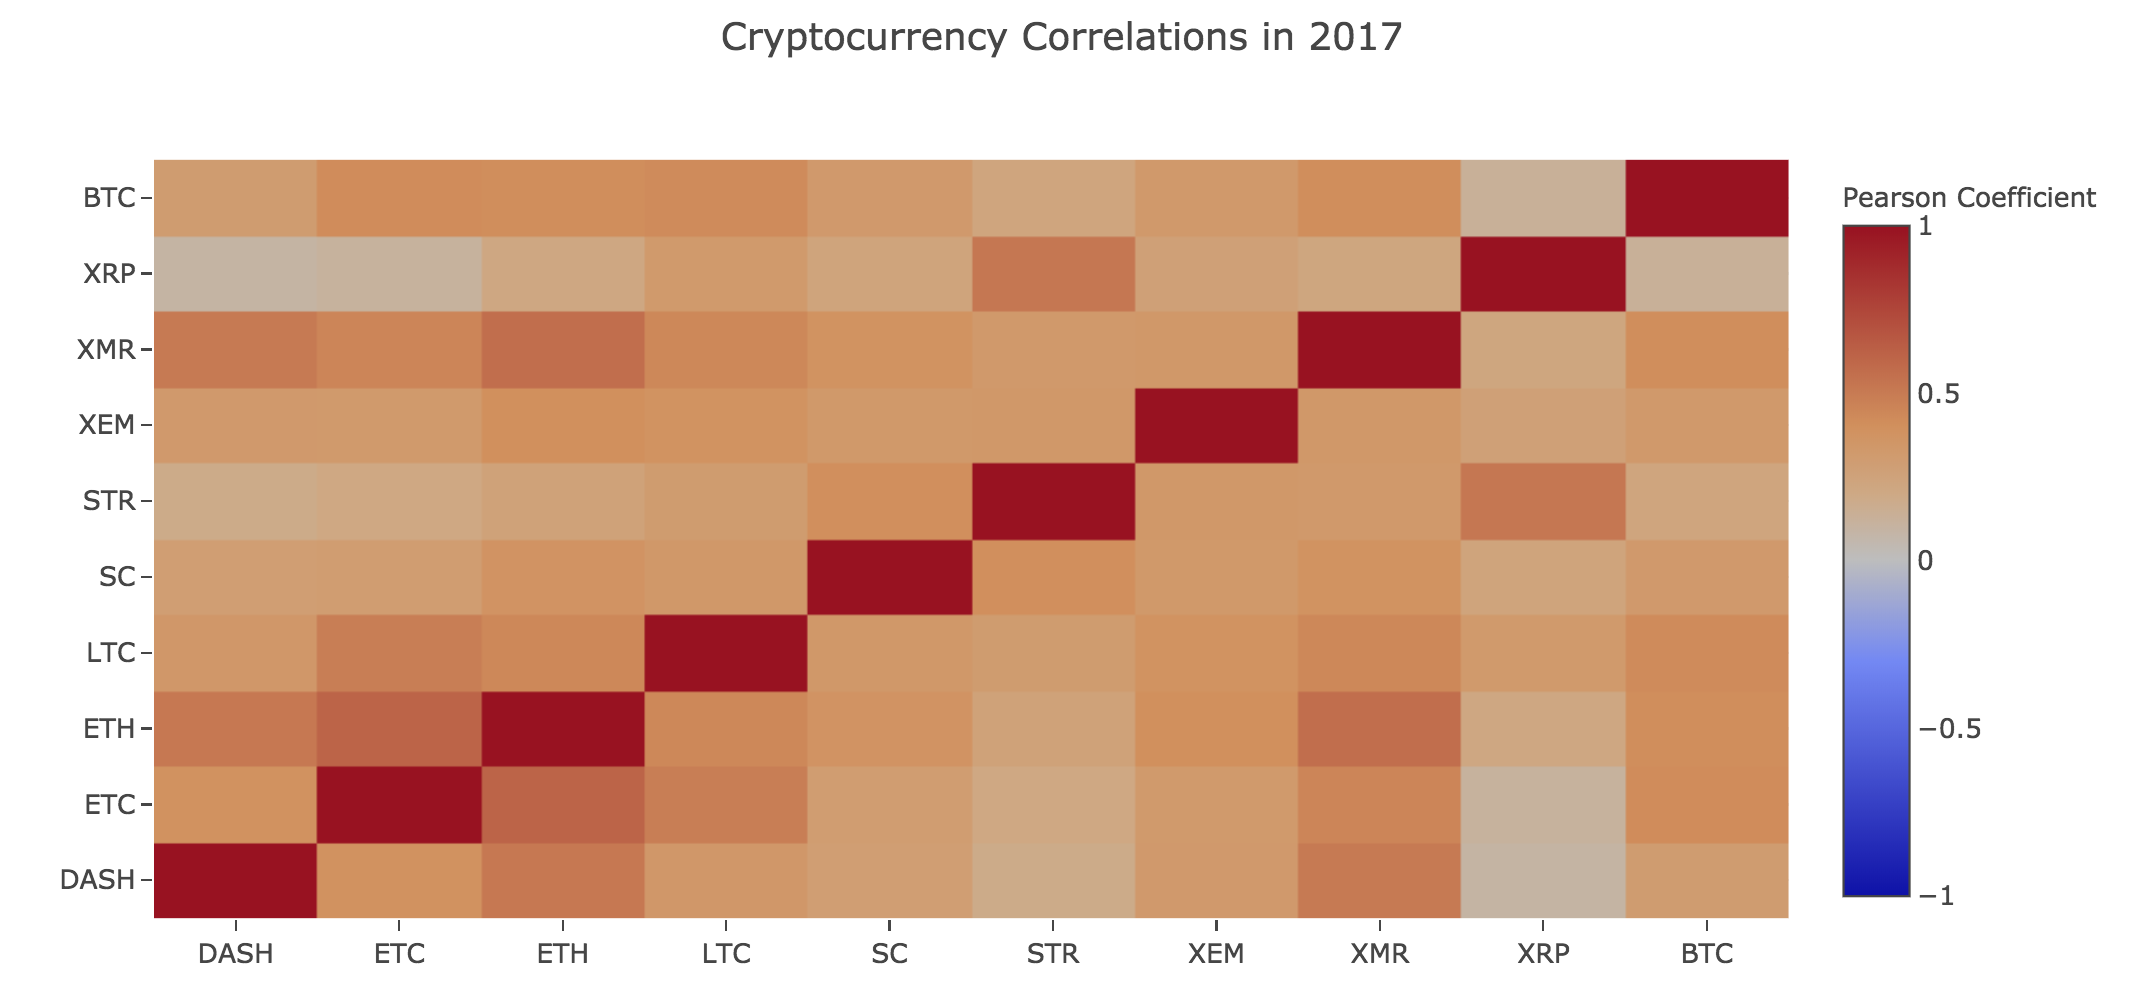 Cryptocurrency Correlations in 2017
BTC
XRP
XMR
XEM
STR
SC
LTC
ETH
ETC
DASH
DASH ETC ETH LTC SC STR XEM XMR XRP BTC
Pearson Coefficient
1
0.5
0
−0.5
−1